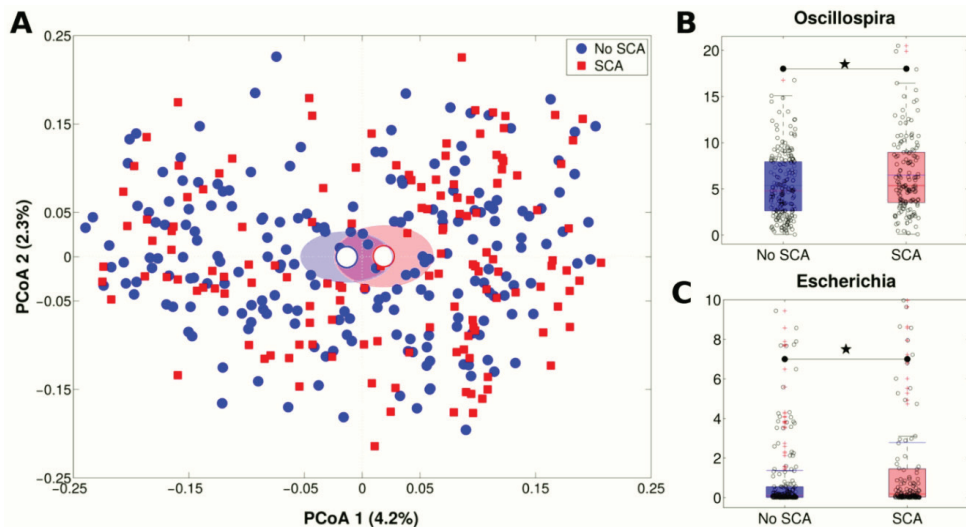 A
0.25
0.15
0.05
0
-0.05
-0.15
-0.25
PCoA 2 (2.3%)
No SCA
SCA
-0.25
-0.15
-0.05
0
0.05
0.15
0.25
PCoA 1 (4.2%)
B
Oscillospira
20
15
10
5
0
No SCA
SCA
C
Escherichia
10
8
6
4
2
0
No SCA
SCA